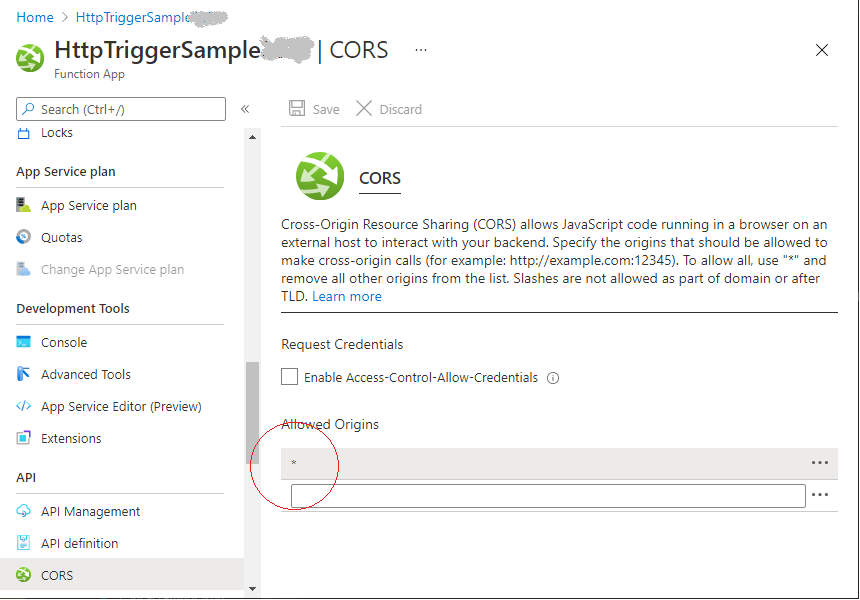 Home > HttpTriggerSample
HttpTriggerSample | CORS ...
Function App
Search (Ctrl+/) «
Locks
App Service plan
App Service plan
Quotas
Change App Service plan
Development Tools
Console
Advanced Tools
App Service Editor (Preview)
Extensions
API
API Management
API definition
CORS
Save Discard
CORS
Cross-Origin Resource Sharing (CORS) allows JavaScript code running in a browser on an
external host to interact with your backend. Specify the origins that should be allowed to
make cross-origin calls (for example: http://example.com:12345). To allow all, use "*" and
remove all other origins from the list. Slashes are not allowed as part of domain or after
TLD. Learn more
Request Credentials
Enable Access-Control-Allow-Credentials
Allowed Origins
*